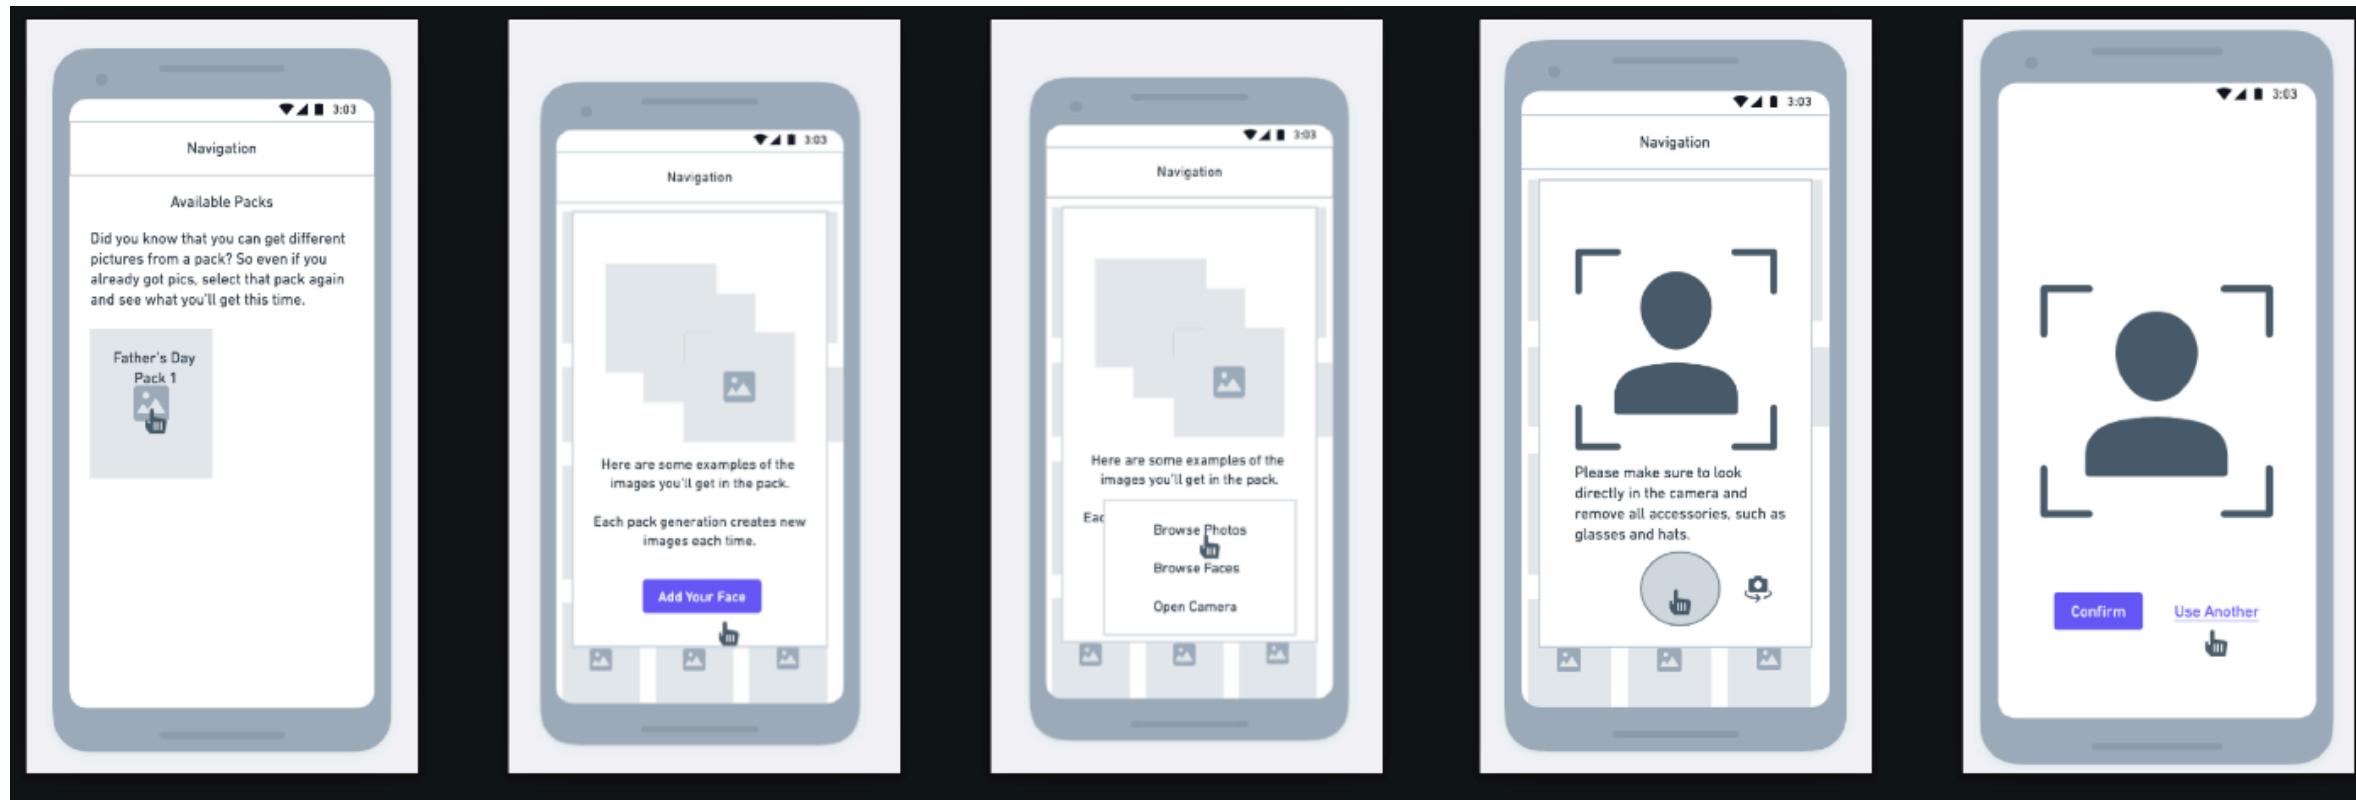 3:03
Navigation
Available Packs
Did you know that you can get different
pictures from a pack? So even if you
already got pics, select that pack again
and see what you'll get this time.
Father's Day
Pack 1
3:03
Navigation
Here are some examples of the
images you'll get in the pack.
Each pack generation creates new
images each time.
Add Your Face
3:03
Navigation
Here are some examples of the
images you'll get in the pack.
Eac
Browse Photos
Browse Faces
Open Camera
3:03
Navigation
Please make sure to look
directly in the camera and
remove all accessories, such as
glasses and hats.
3:03
Confirm
Use Another